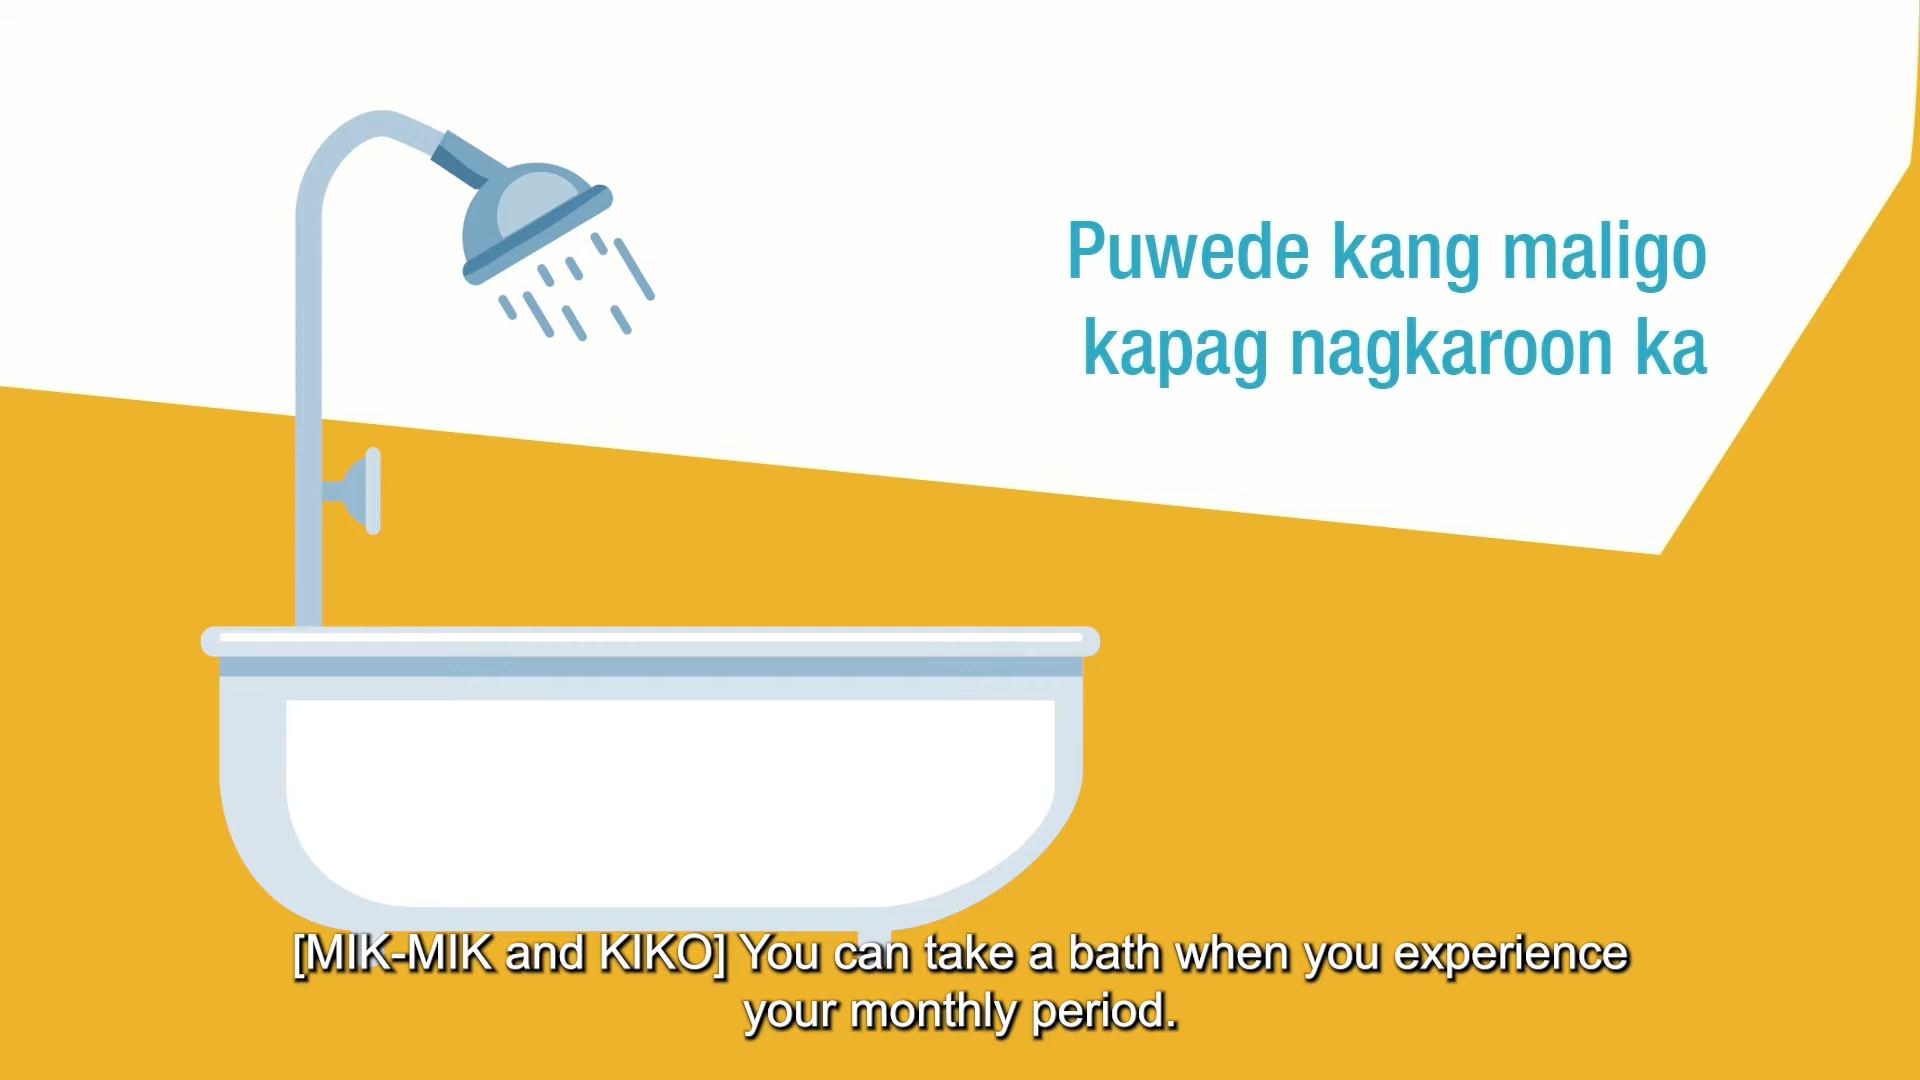 Puwede kang maligo
kapag nagkaroon ka
[MIK-MIK and KIKO] You can take a bath when you experience
your monthly period.